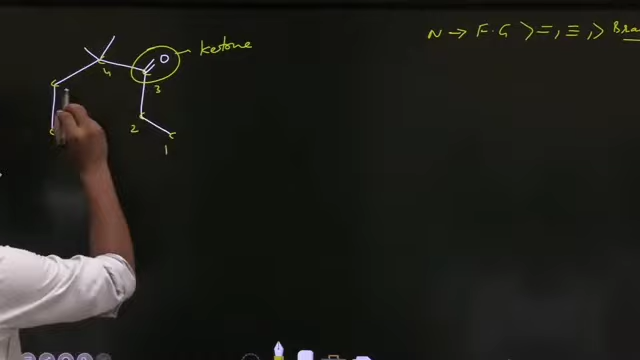 N → F.G > =, ≡, > Bra
O Ketone
4
3
2
1